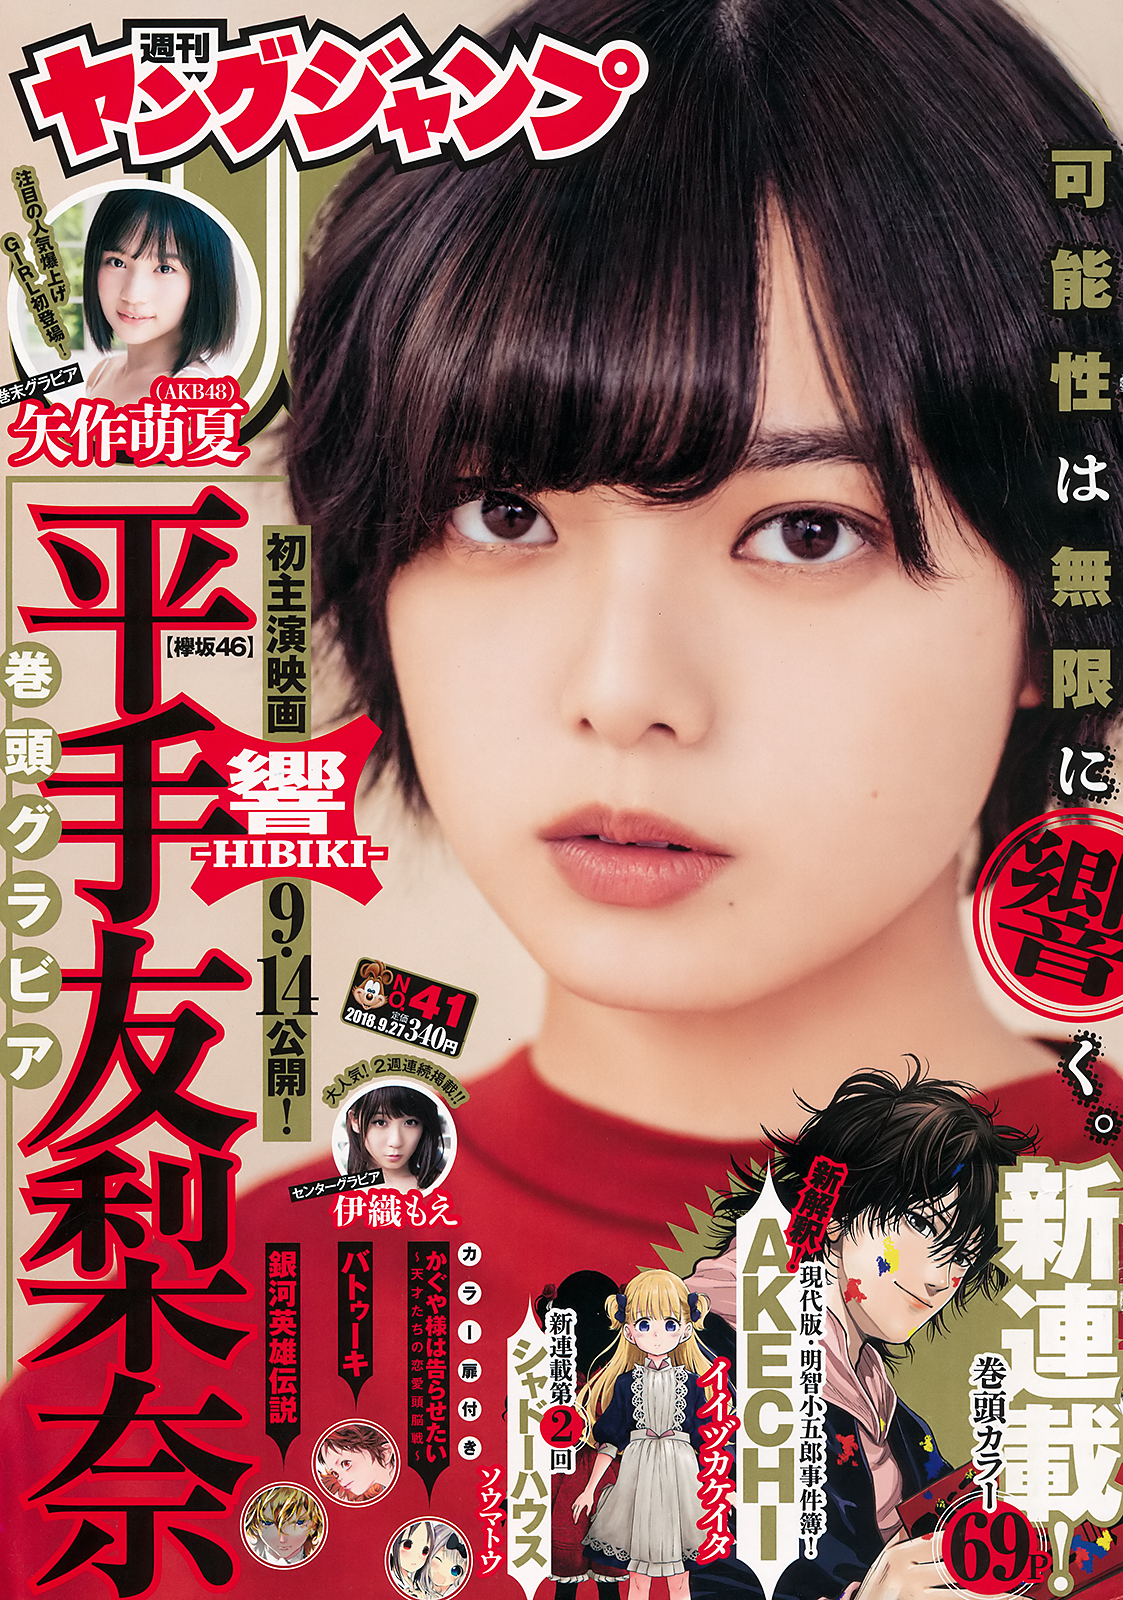 週刊
ヤングジャンプ
注目の人気爆上げ
GIRL初登場!
巻末グラビア
(AKB48)
矢作萌夏
可能性は無限に響く。
初主演映画
響
-HIBIKI-
9.14公開!
平手友梨奈
【欅坂46】
巻頭グラビア
NO.41
2018.9.27
定価340円
大人気!2週連続掲載!!
センターグラビア
伊織もえ
新連載!
巻頭カラー
69P
新解釈!
現代版・明智小五郎事件簿!
AKECHI
イイヅカケイタ
新連載第2回
シャドーハウス
ソウマトウ
カラー扉付き
かぐや様は告らせたい
~天才たちの恋愛頭脳戦~
バトゥーキ
銀河英雄伝説